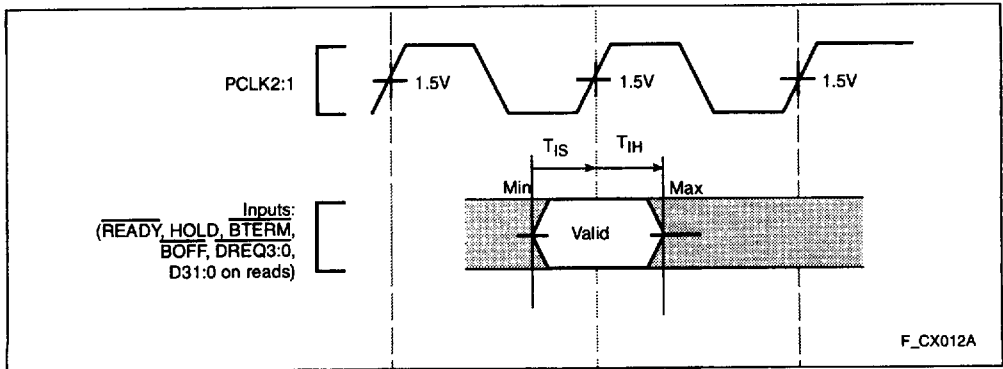 PCLK2:1
1.5V
1.5V
1.5V
T_IS
T_IH
Min
Max
Inputs:
(READY, HOLD, BTERM,
BOFF, DREQ3:0,
D31:0 on reads)
Valid
F_CX012A